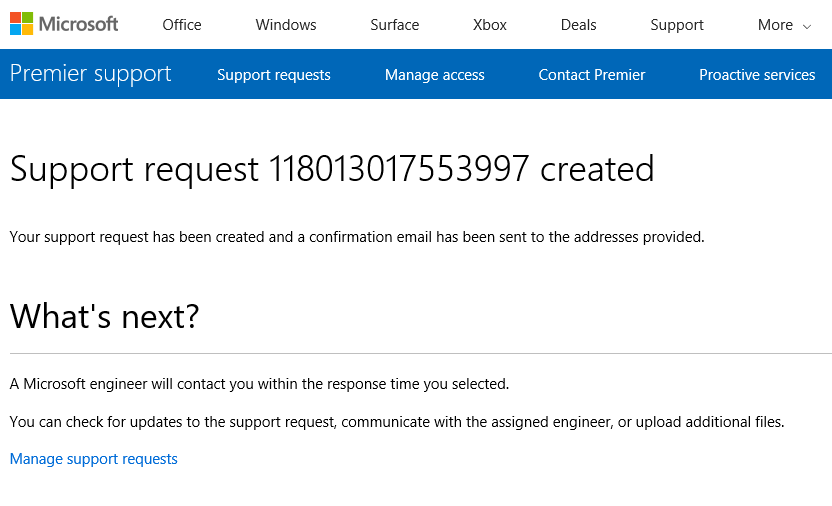 Microsoft Office Windows Surface Xbox Deals Support More
Premier support Support requests Manage access Contact Premier Proactive services
Support request 118013017553997 created
Your support request has been created and a confirmation email has been sent to the addresses provided.
What's next?
A Microsoft engineer will contact you within the response time you selected.
You can check for updates to the support request, communicate with the assigned engineer, or upload additional files.
Manage support requests